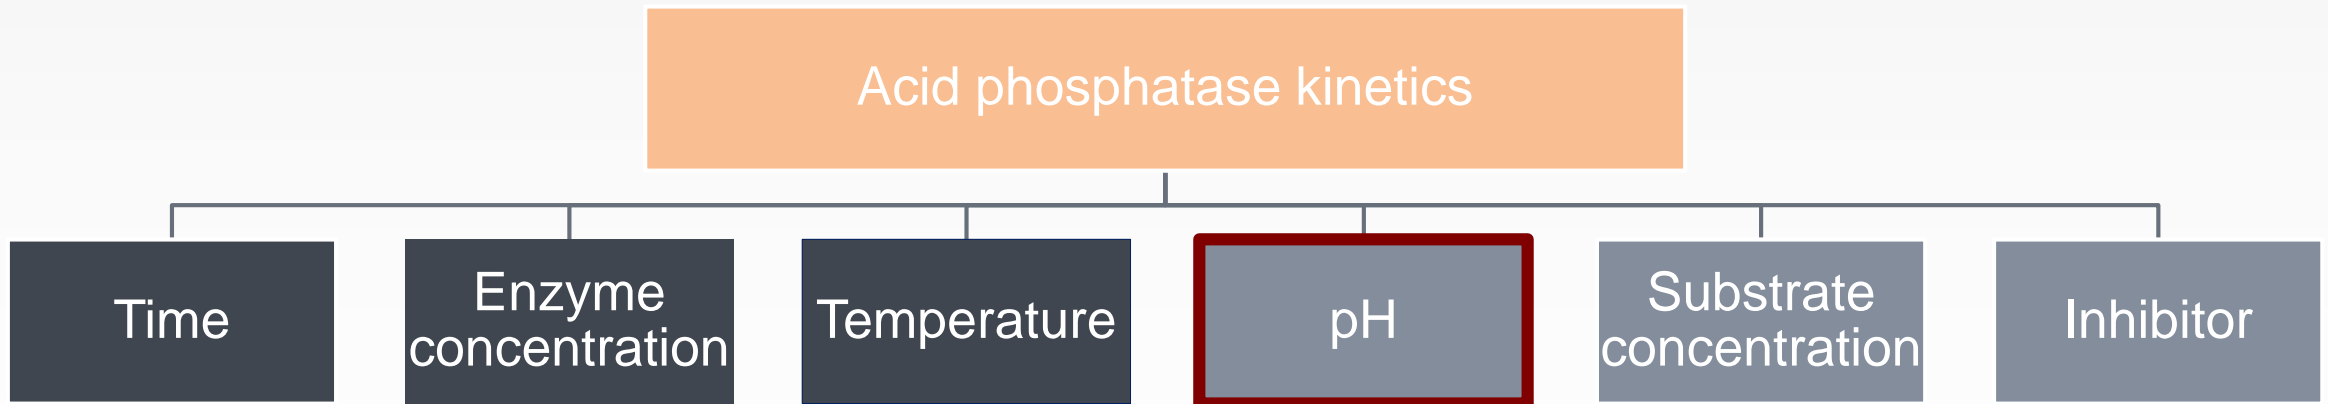 Acid phosphatase kinetics
Time
Enzyme
concentration
Temperature
pH
Substrate
concentration
Inhibitor